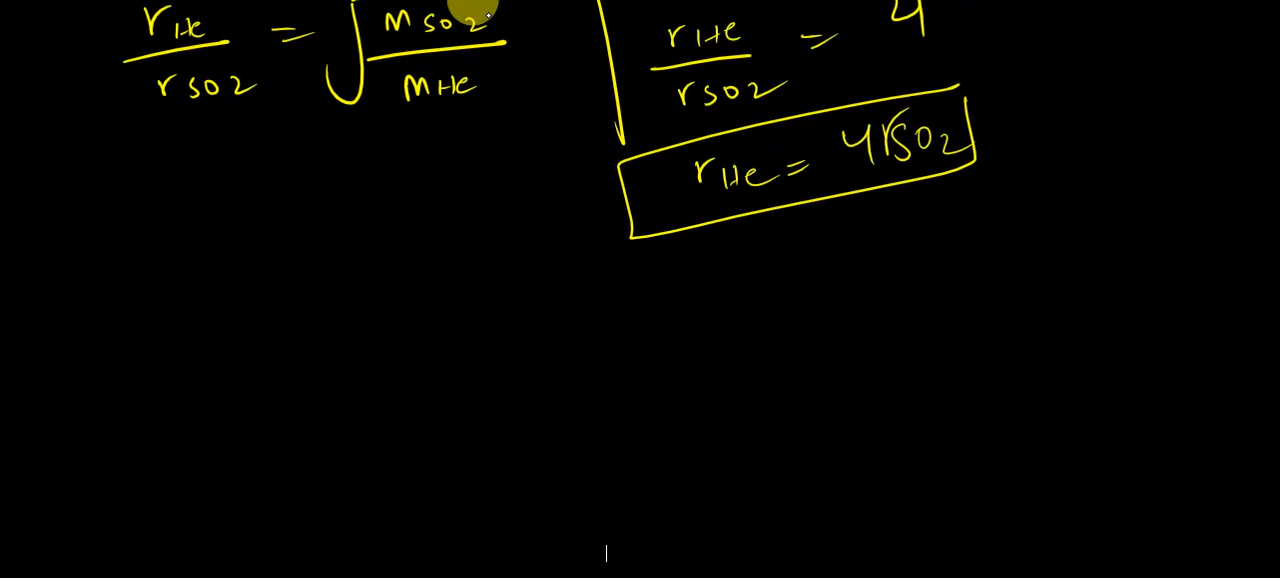 rHe / rSO2 = √(MSO2 / MHe)
rHe / rSO2 = 4
rHe = 4rSO2